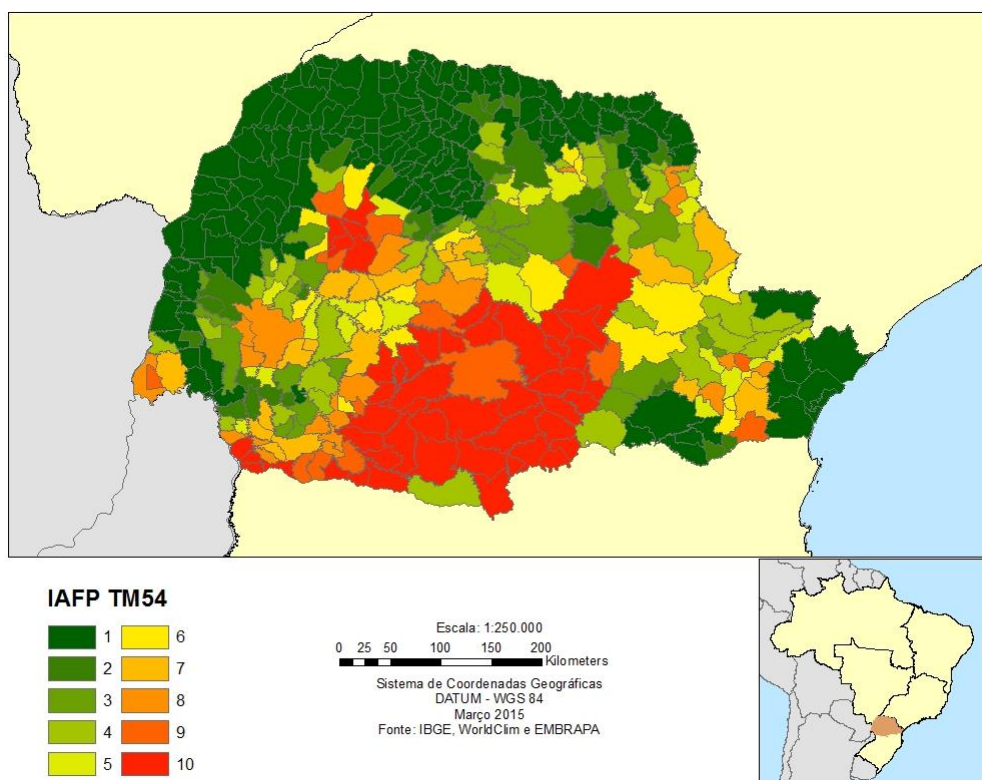 IAFP TM54
1 6
2 7
3 8
4 9
5 10
Escala: 1:250.000
0 25 50 100 150 200
Kilometers
Sistema de Coordenadas Geográficas
DATUM - WGS 84
Março 2015
Fonte: IBGE, WorldClim e EMBRAPA